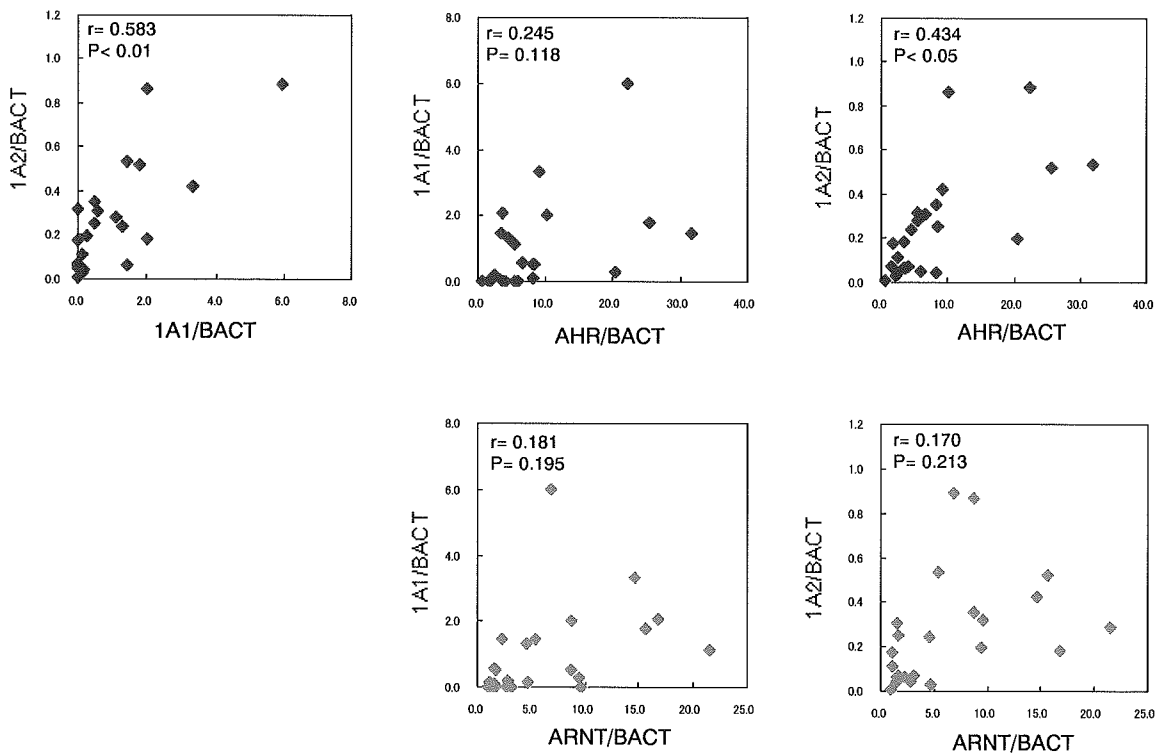 r= 0.583
P< 0.01
1.2
1.0
0.8
0.6
0.4
0.2
0.0
1A2/BACT
0.0 2.0 4.0 6.0 8.0
1A1/BACT
r= 0.245
P= 0.118
8.0
6.0
4.0
2.0
0.0
1A1/BACT
0.0 10.0 20.0 30.0 40.0
AHR/BACT
r= 0.434
P< 0.05
1.2
1.0
0.8
0.6
0.4
0.2
0.0
1A2/BACT
0.0 10.0 20.0 30.0 40.0
AHR/BACT
r= 0.181
P= 0.195
8.0
6.0
4.0
2.0
0.0
1A1/BACT
0.0 5.0 10.0 15.0 20.0 25.0
ARNT/BACT
r= 0.170
P= 0.213
1.2
1.0
0.8
0.6
0.4
0.2
0.0
1A2/BACT
0.0 5.0 10.0 15.0 20.0 25.0
ARNT/BACT